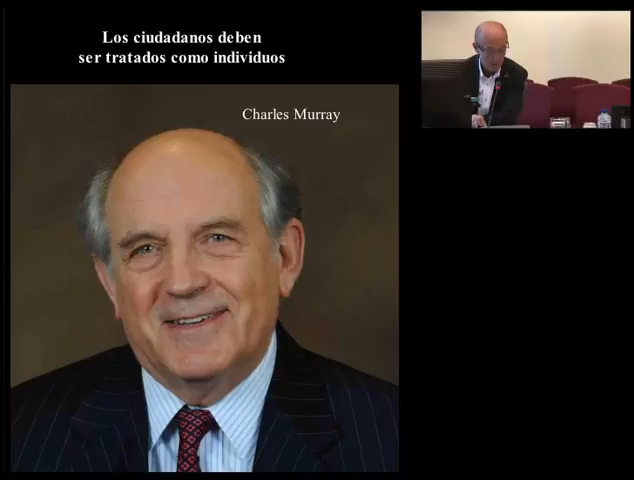 Los ciudadanos deben
ser tratados como individuos
Charles Murray